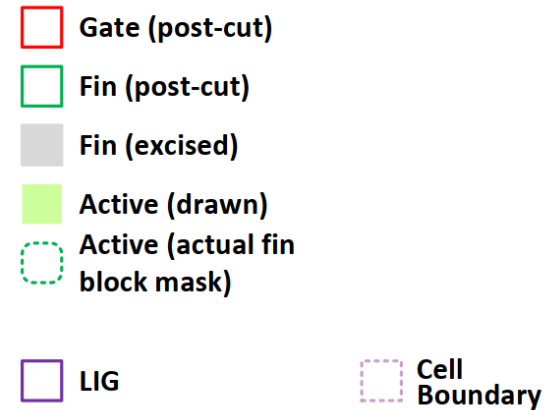 Gate (post-cut)
Fin (post-cut)
Fin (excised)
Active (drawn)
Active (actual fin
block mask)
LIG
Cell
Boundary